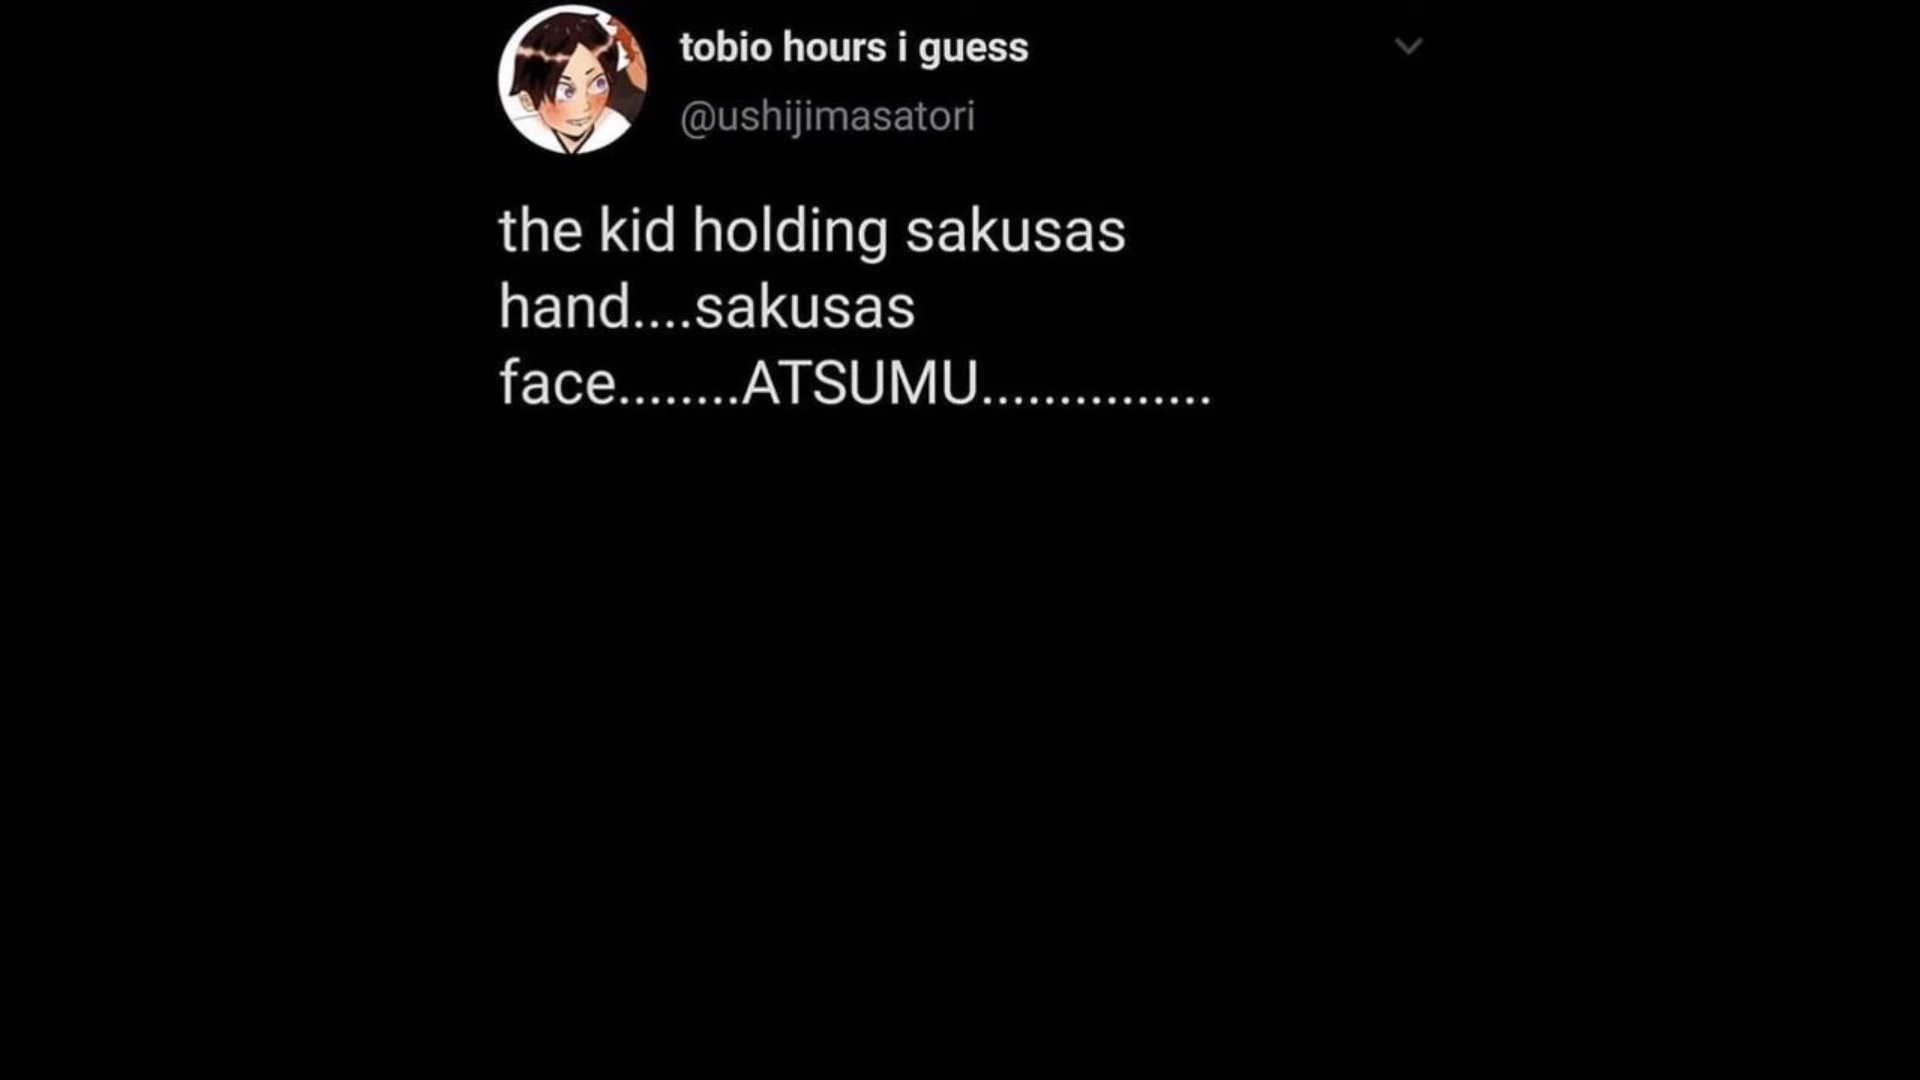 tobio hours i guess
@ushijimasatori
the kid holding sakusas
hand....sakusas
face........ATSUMU...............